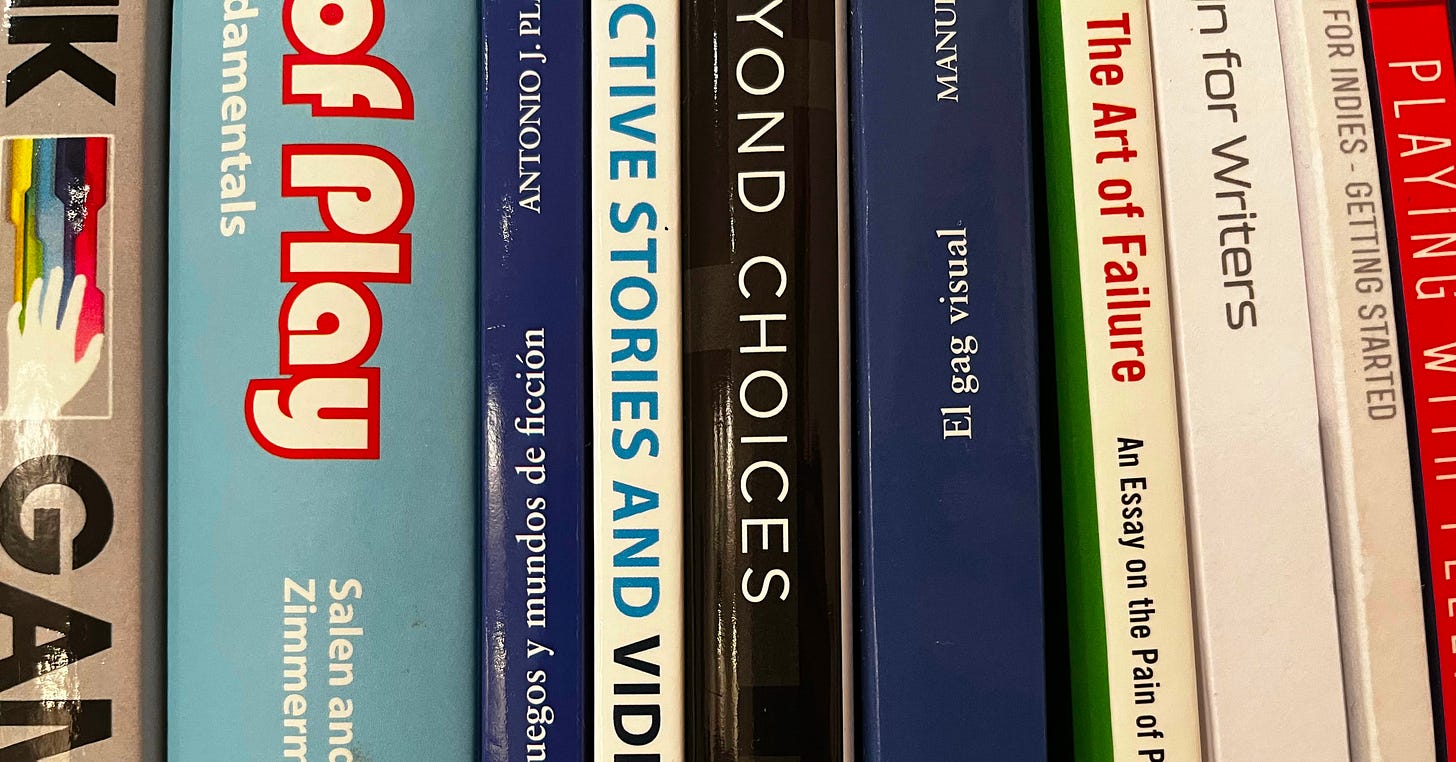 NK
GAM
of Play
damentals
Salen and
Zimmerm
ANTONIO J. PL
uegos y mundos de ficción
CTIVE STORIES AND VID
YOND CHOICES
MANU
El gag visual
The Art of Failure
An Essay on the Pain of P
gn for Writers
FOR INDIES - GETTING STARTED
PLAYING WITH